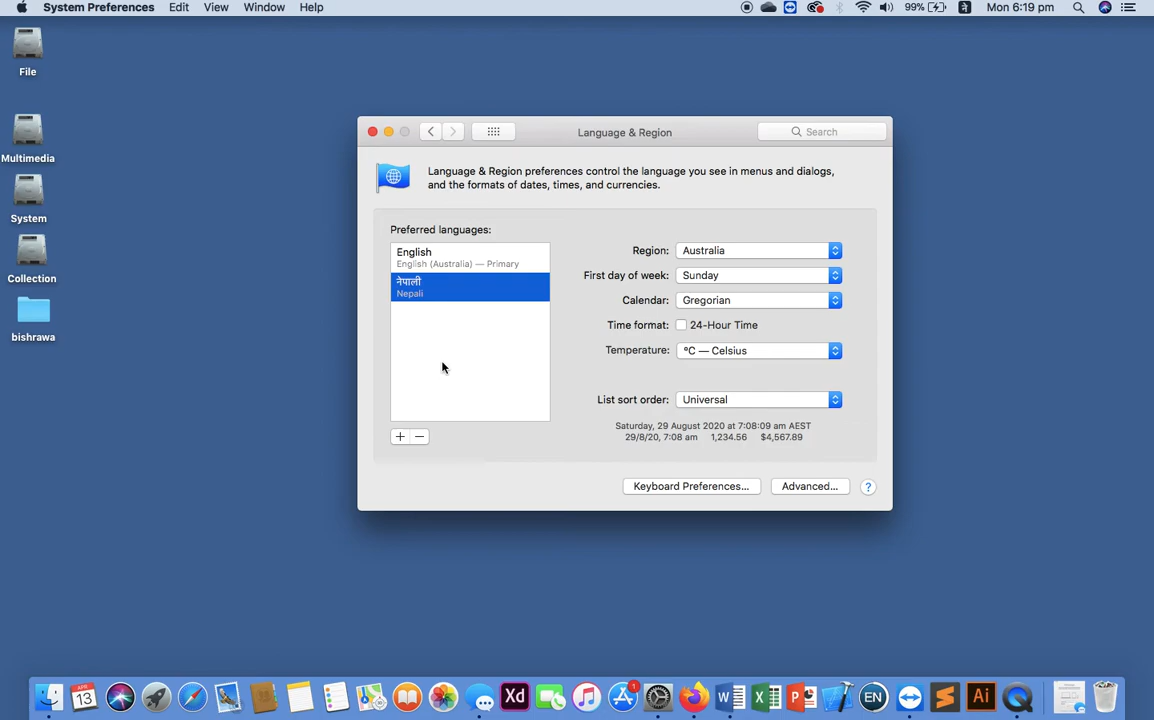 System Preferences Edit View Window Help 99% ने Mon 6:19 pm
File
Multimedia
System
Collection
bishrawa
Language & Region
Search
Language & Region preferences control the language you see in menus and dialogs,
and the formats of dates, times, and currencies.
Preferred languages:
English
English (Australia) — Primary
नेपाली
Nepali
Region: Australia
First day of week: Sunday
Calendar: Gregorian
Time format: 24-Hour Time
Temperature: °C — Celsius
List sort order: Universal
Saturday, 29 August 2020 at 7:08:09 am AEST
29/8/20, 7:08 am 1,234.56 $4,567.89
+ −
Keyboard Preferences... Advanced... ?
APR
13
Xd
1
W
X
P
EN
S
Ai